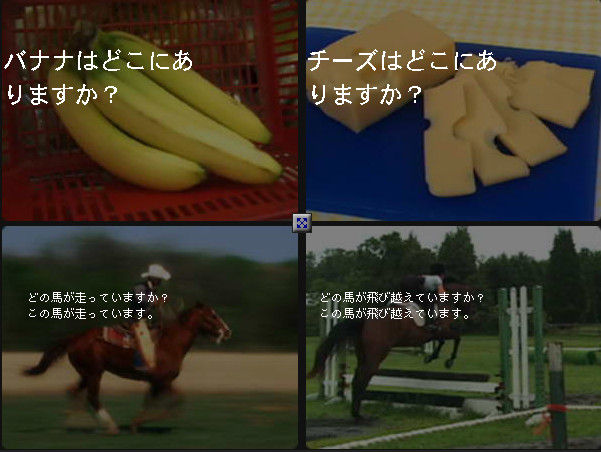 バナナはどこにあ
りますか？
チーズはどこにあ
りますか？
どの馬が走っていますか？
この馬が走っています。
どの馬が飛び越えていますか？
この馬が飛び越えています。